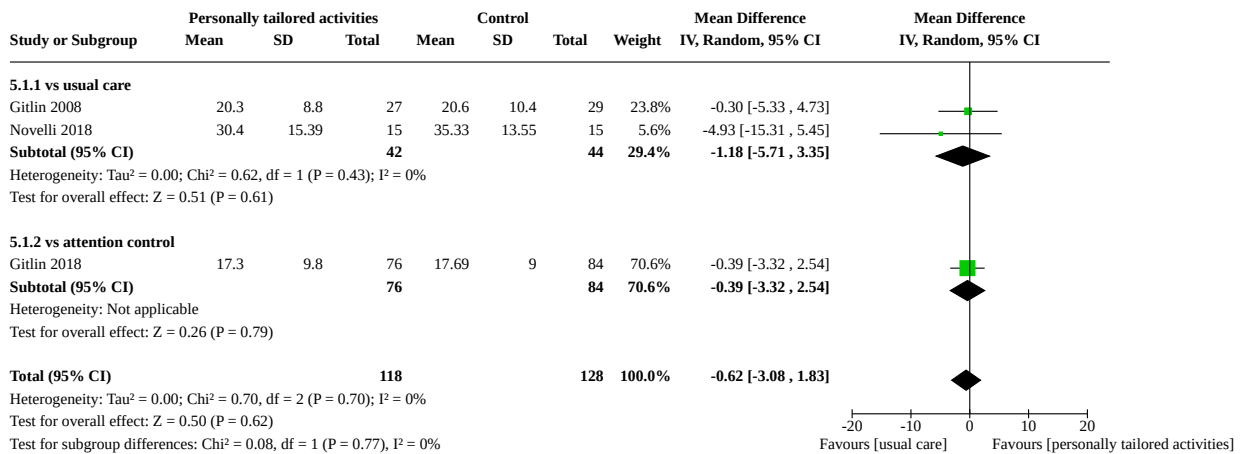 Personally tailored activities Control Mean Difference Mean Difference
Study or Subgroup Mean SD Total Mean SD Total Weight IV, Random, 95% CI IV, Random, 95% CI
5.1.1 vs usual care
Gitlin 2008 20.3 8.8 27 20.6 10.4 29 23.8% -0.30 [-5.33 , 4.73]
Novelli 2018 30.4 15.39 15 35.33 13.55 15 5.6% -4.93 [-15.31 , 5.45]
Subtotal (95% CI) 42 44 29.4% -1.18 [-5.71 , 3.35]
Heterogeneity: Tau² = 0.00; Chi² = 0.62, df = 1 (P = 0.43); I² = 0%
Test for overall effect: Z = 0.51 (P = 0.61)
5.1.2 vs attention control
Gitlin 2018 17.3 9.8 76 17.69 9 84 70.6% -0.39 [-3.32 , 2.54]
Subtotal (95% CI) 76 84 70.6% -0.39 [-3.32 , 2.54]
Heterogeneity: Not applicable
Test for overall effect: Z = 0.26 (P = 0.79)
Total (95% CI) 118 128 100.0% -0.62 [-3.08 , 1.83]
Heterogeneity: Tau² = 0.00; Chi² = 0.70, df = 2 (P = 0.70); I² = 0%
Test for overall effect: Z = 0.50 (P = 0.62)
Test for subgroup differences: Chi² = 0.08, df = 1 (P = 0.77), I² = 0%
-20 -10 0 10 20
Favours [usual care] Favours [personally tailored activities]